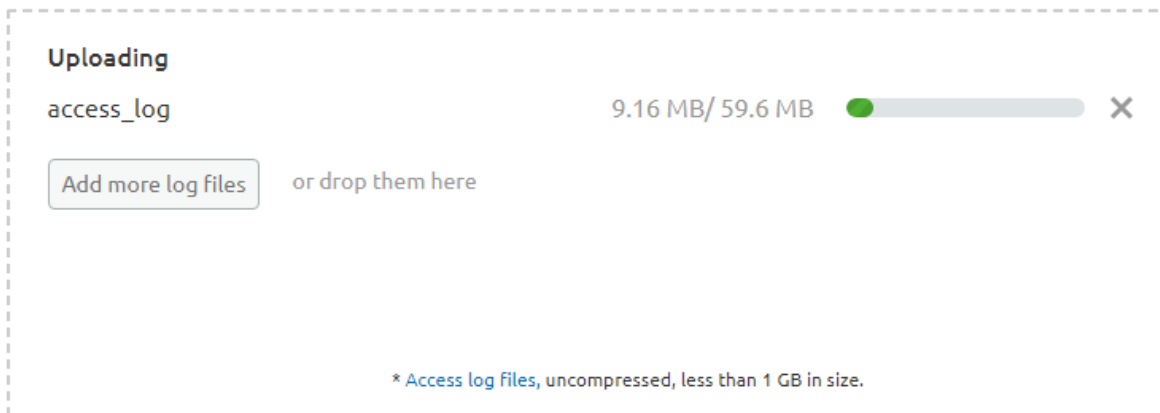 Uploading
access_log 9.16 MB/ 59.6 MB
Add more log files or drop them here
* Access log files, uncompressed, less than 1 GB in size.